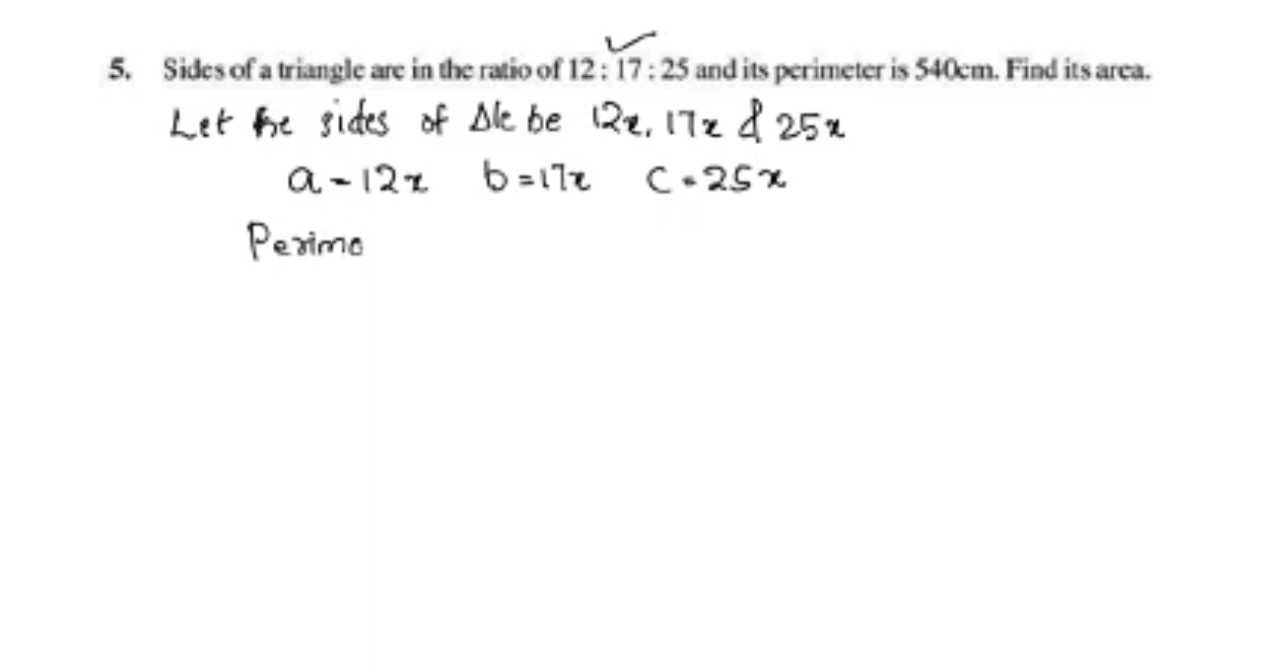 5. Sides of a triangle are in the ratio of 12 : 17 : 25 and its perimeter is 540cm. Find its area.
Let the sides of Δle be 12x, 17x & 25x
a = 12x b = 17x c = 25x
Perime